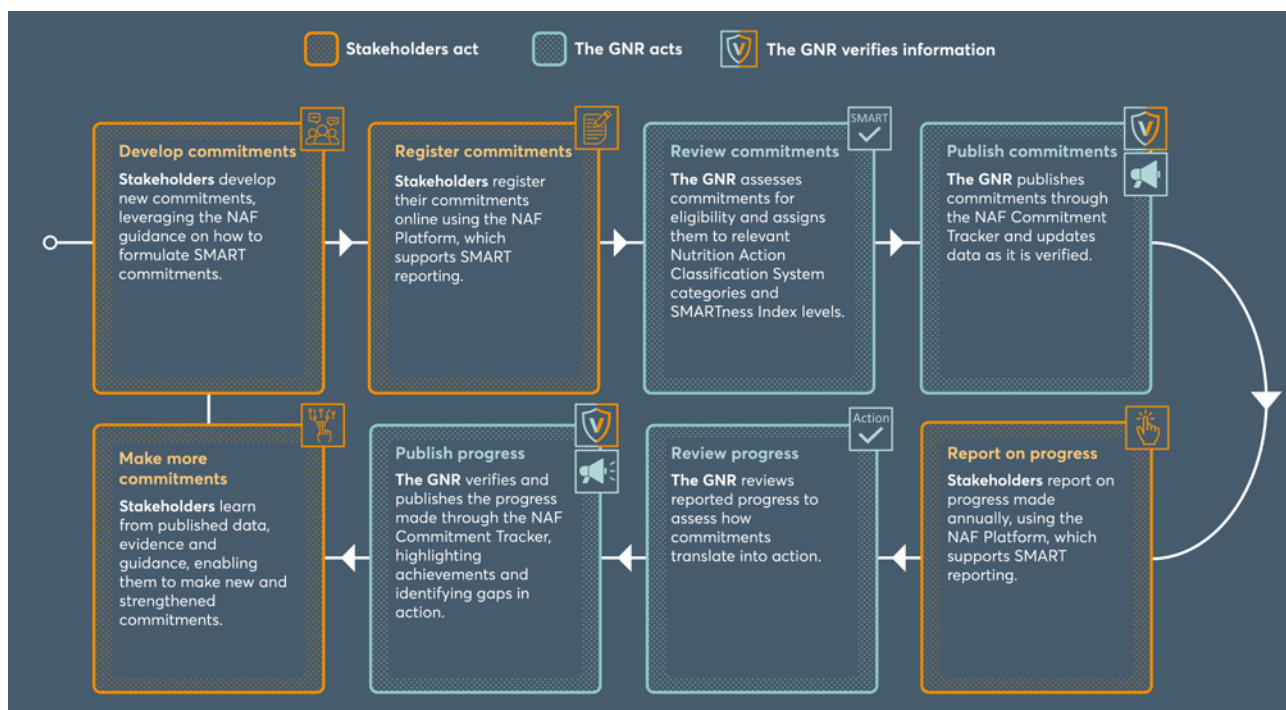 Stakeholders act
The GNR acts
V
The GNR verifies information
Develop commitments
Stakeholders develop
new commitments,
leveraging the NAF
guidance on how to
formulate SMART
commitments.
Register commitments
Stakeholders register
their commitments
online using the NAF
Platform, which
supports SMART
reporting.
SMART
Review commitments
The GNR assesses
commitments for
eligibility and assigns
them to relevant
Nutrition Action
Classification System
categories and
SMARTness Index levels.
V
Publish commitments
The GNR publishes
commitments through
the NAF Commitment
Tracker and updates
data as it is verified.
Make more
commitments
Stakeholders learn
from published data,
evidence and
guidance, enabling
them to make new and
strengthened
commitments.
V
Publish progress
The GNR verifies and
publishes the progress
made through the NAF
Commitment Tracker,
highlighting
achievements and
identifying gaps in
action.
Action
Review progress
The GNR reviews
reported progress to
assess how
commitments
translate into action.
Report on progress
Stakeholders report on
progress made
annually, using the
NAF Platform, which
supports SMART
reporting.